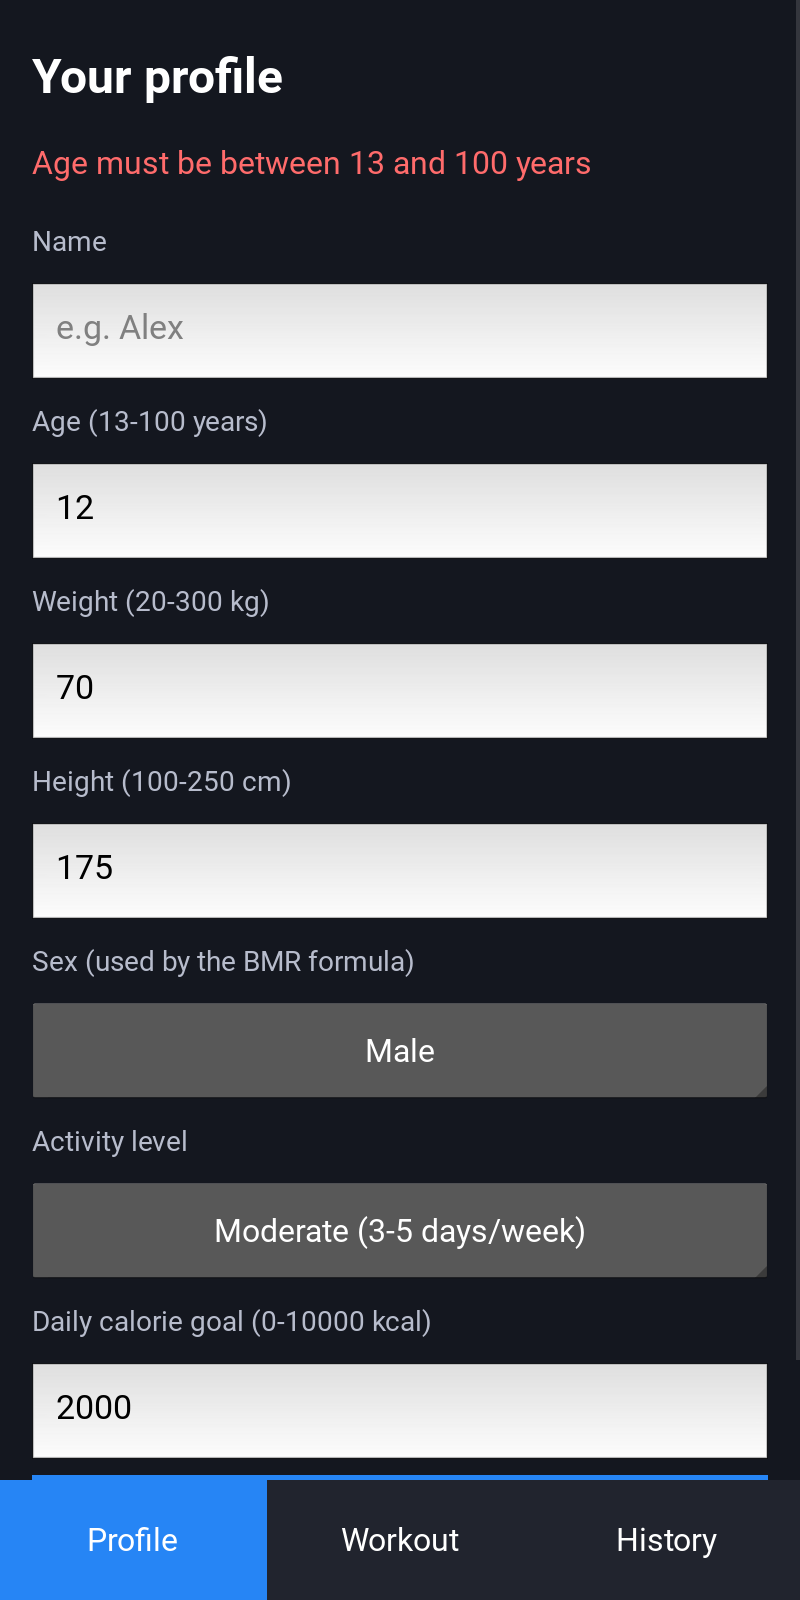 Your profile
Age must be between 13 and 100 years
Name
e.g. Alex
Age (13-100 years)
12
Weight (20-300 kg)
70
Height (100-250 cm)
175
Sex (used by the BMR formula)
Male
Activity level
Moderate (3-5 days/week)
Daily calorie goal (0-10000 kcal)
2000
Profile Workout History